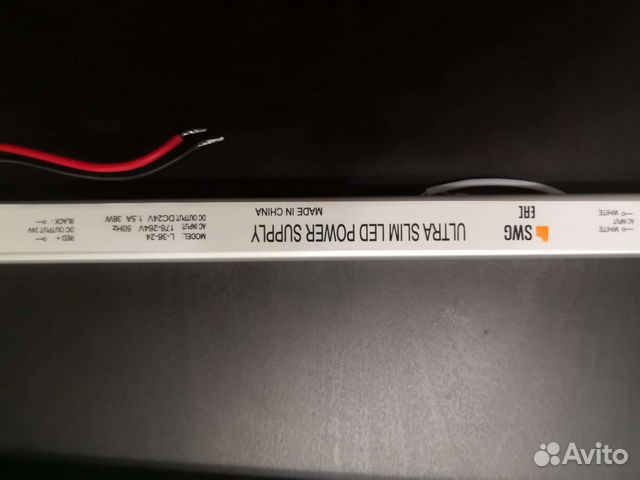 WHITE
AC INPUT
WHITE
SWG
EAC
ULTRA SLIM LED POWER SUPPLY
MADE IN CHINA
MODEL: L-36-24
AC INPUT: 176-264V 50Hz
DC OUTPUT:DC24V 1.5A 36W
RED +
DC OUTPUT 24V
BLACK -
Avito